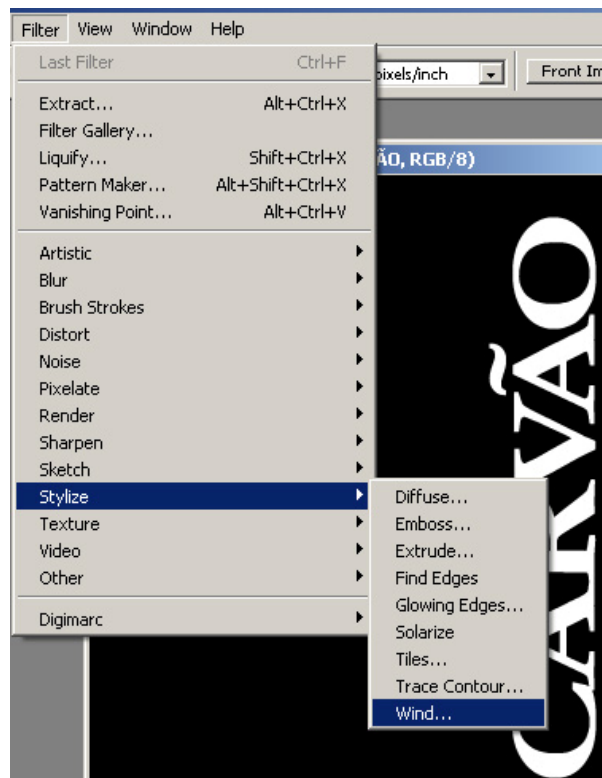 Filter View Window Help
Last Filter Ctrl+F
pixels/inch
Front Im
Extract... Alt+Ctrl+X
Filter Gallery...
Liquify... Shift+Ctrl+X
ÃO, RGB/8)
Pattern Maker... Alt+Shift+Ctrl+X
Vanishing Point... Alt+Ctrl+V
Artistic
Blur
Brush Strokes
Distort
Noise
Pixelate
Render
Sharpen
Sketch
Stylize
Texture
Video
Other
Digimarc
Diffuse...
Emboss...
Extrude...
Find Edges
Glowing Edges...
Solarize
Tiles...
Trace Contour...
Wind...
CARVÃO